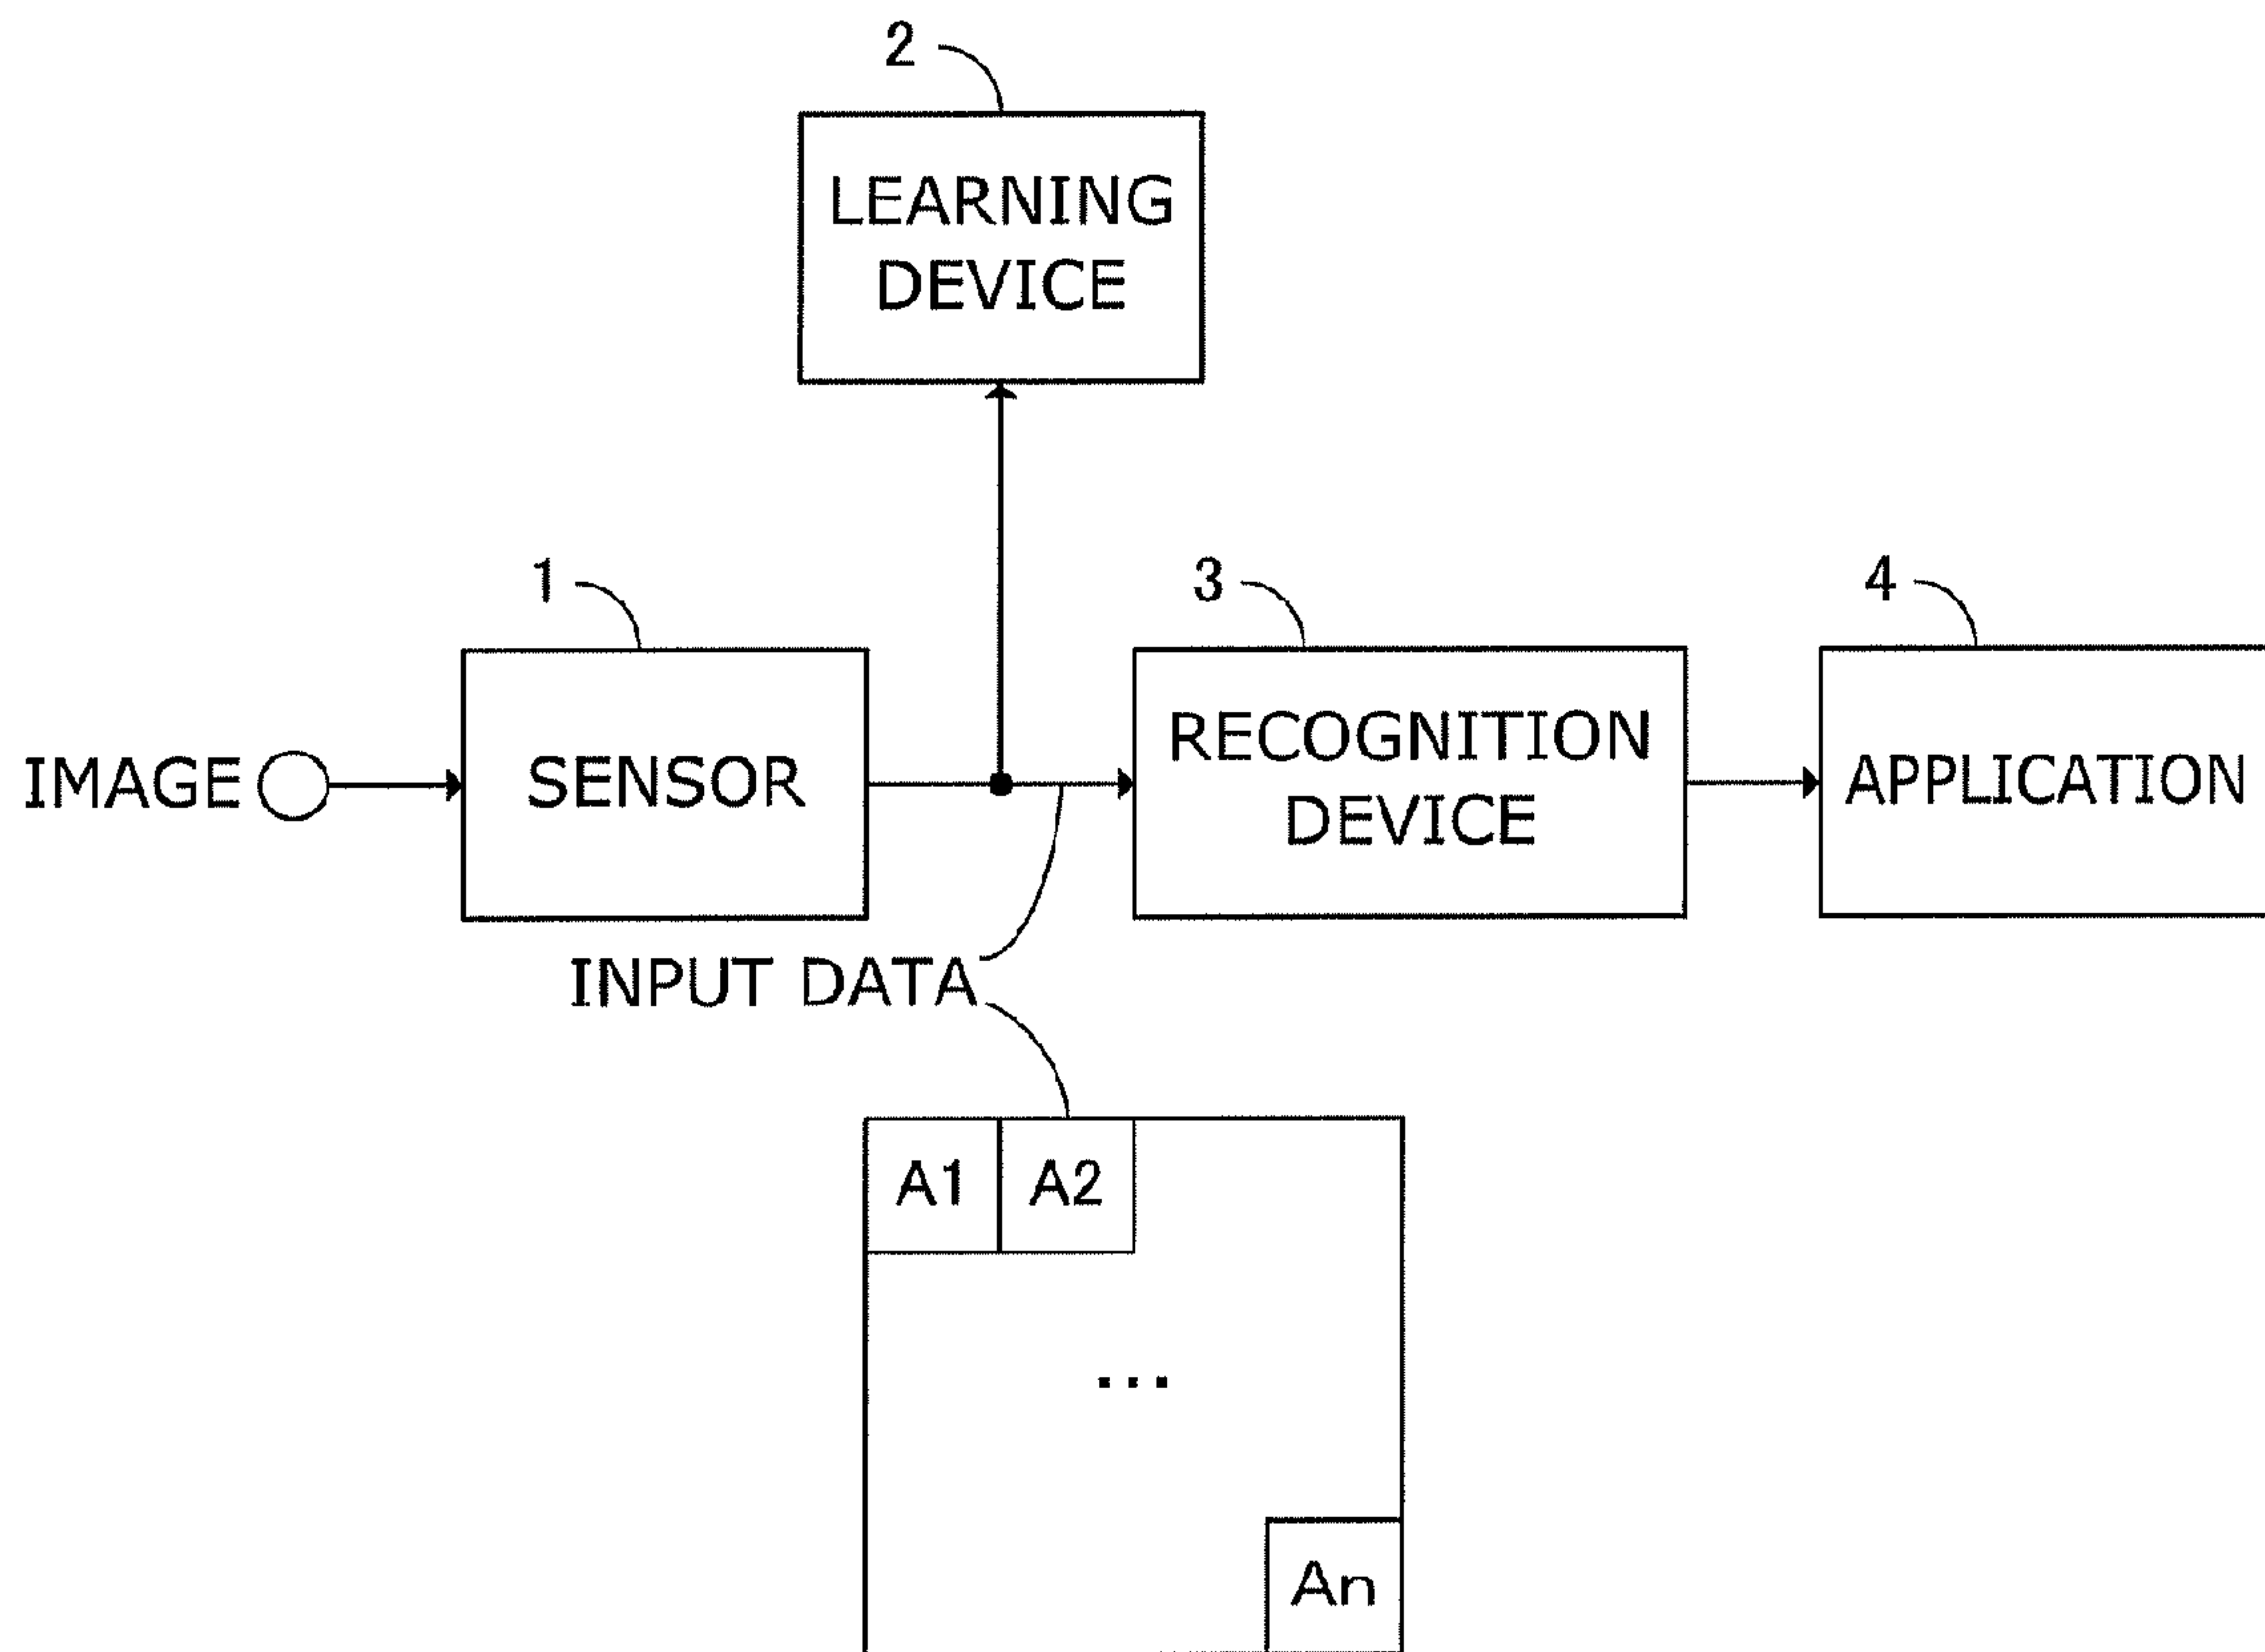 2
LEARNING
DEVICE
1
3
4
IMAGE
SENSOR
RECOGNITION
DEVICE
APPLICATION
INPUT DATA
A1 A2
...
An